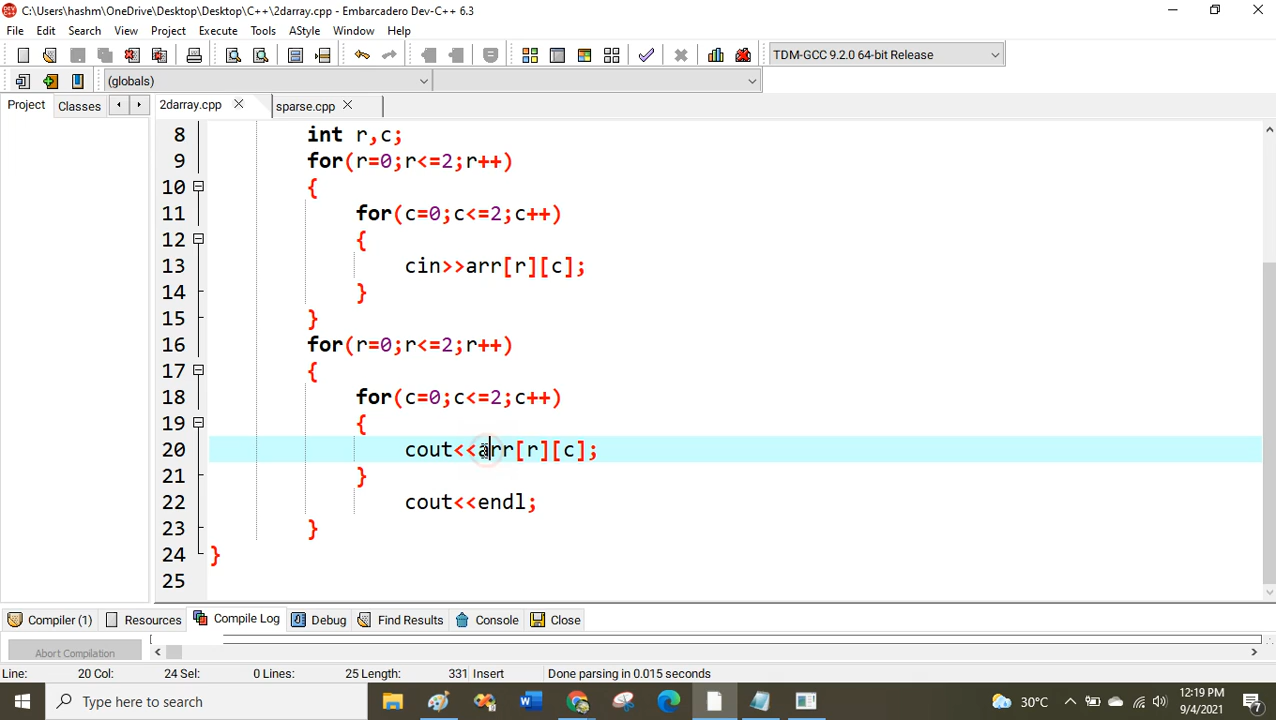 C:\Users\hashm\OneDrive\Desktop\Desktop\C++\2darray.cpp - Embarcadero Dev-C++ 6.3
File Edit Search View Project Execute Tools AStyle Window Help
TDM-GCC 9.2.0 64-bit Release
(globals)
Project Classes 2darray.cpp sparse.cpp
8 int r,c;
9 for(r=0;r<=2;r++)
10 {
11 for(c=0;c<=2;c++)
12 {
13 cin>>arr[r][c];
14 }
15 }
16 for(r=0;r<=2;r++)
17 {
18 for(c=0;c<=2;c++)
19 {
20 cout<<arr[r][c];
21 }
22 cout<<endl;
23 }
24 }
25
Compiler (1) Resources Compile Log Debug Find Results Console Close
Abort Compilation
Line: 20 Col: 24 Sel: 0 Lines: 25 Length: 331 Insert Done parsing in 0.015 seconds
Type here to search 30°C 12:19 PM
9/4/2021 7